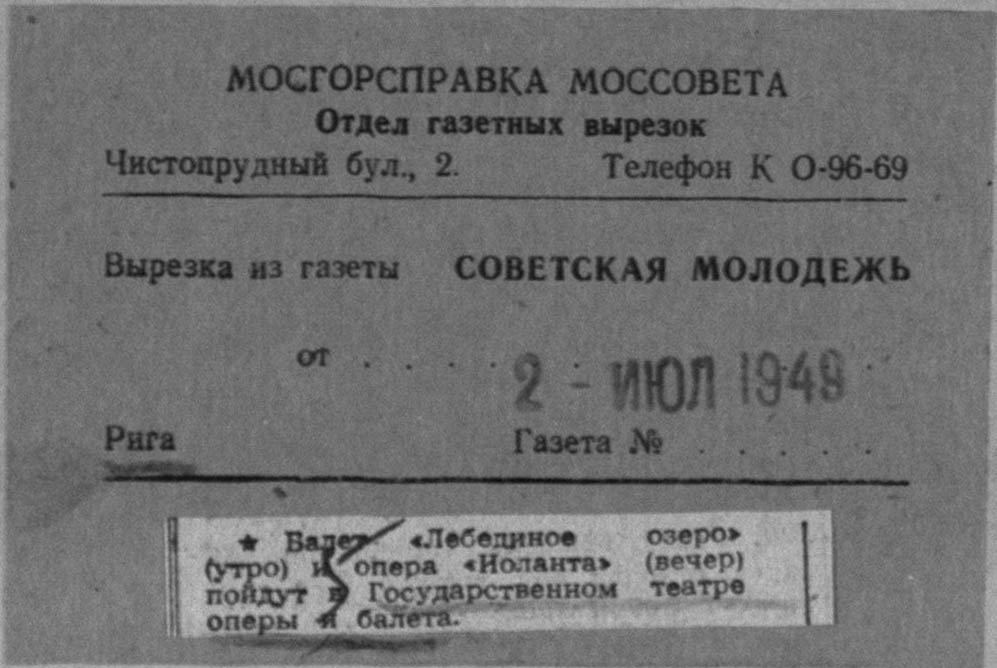 МОСГОРСПРАВКА МОССОВЕТА
Отдел газетных вырезок
Чистопрудный бул., 2. Телефон К О-96-69
Вырезка из газеты СОВЕТСКАЯ МОЛОДЕЖЬ
от . . . . 2 - ИЮЛ 1949
Рига Газета № . . . . .
★ Балет «Лебединое озеро»
(утро) и опера «Иоланта» (вечер)
пойдут в Государственном театре
оперы и балета.